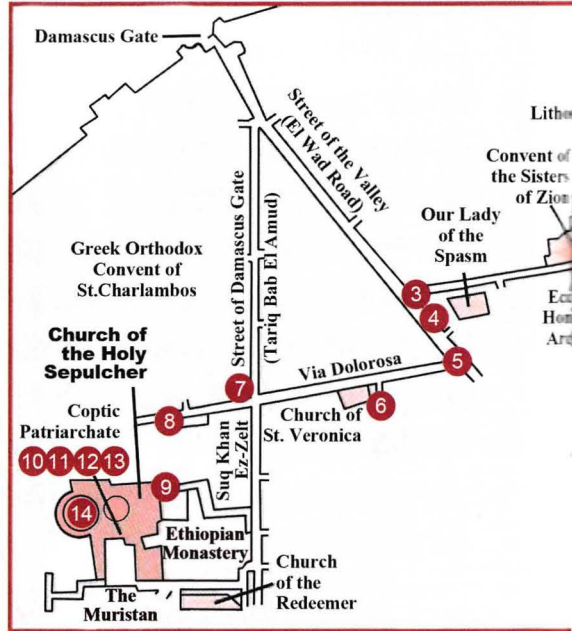 Damascus Gate
Street of the Valley
(El Wad Road)
Convent of
the Sisters
of Zion
Our Lady
of the
Spasm
Street of Damascus Gate
(Tariq Bab El Amud)
Greek Orthodox
Convent of
St.Charlambos
3
4
5
Church of
the Holy
Sepulcher
Via Dolorosa
7
6
8
Church of
St. Veronica
Coptic
Patriarchate
10 11 12 13
Suq Khan
Ez-Zelt
9
14
Ethiopian
Monastery
The
Muristan
Church
of the
Redeemer